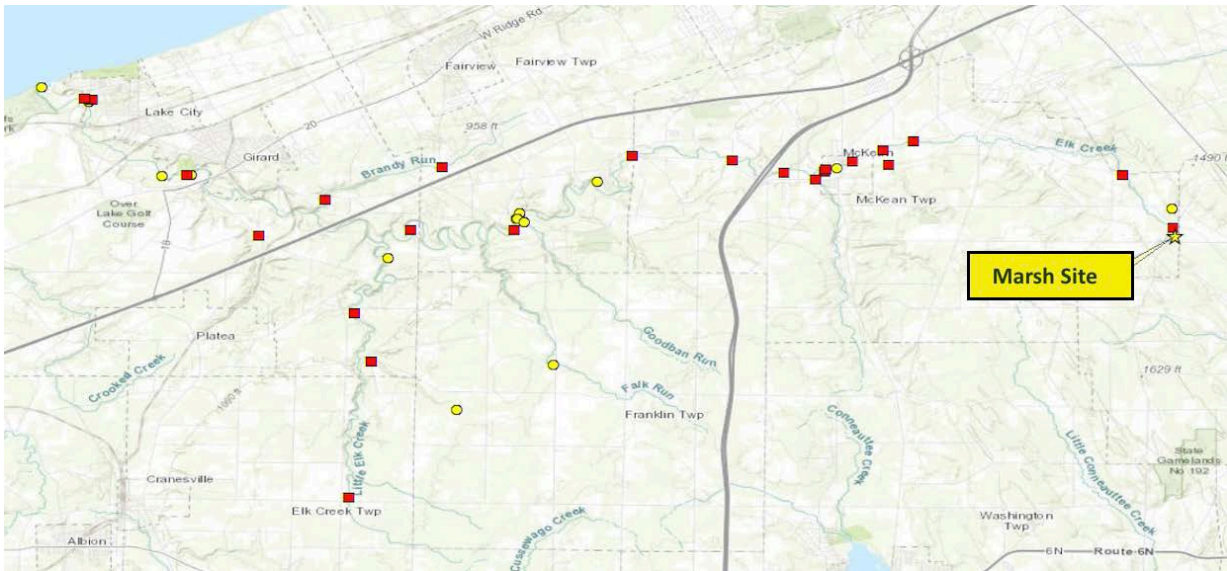 W Ridge Rd
Fairview
Fairview Twp
Lake City
20
958 ft
Girard
Brandy Run
McKean
Elk Creek
1490 ft
McKean Twp
Over
Lake Golf
Course
18
Marsh Site
Platea
Goodban Run
Crooked Creek
1629 ft
Falk Run
Franklin Twp
Conneauttee
Creek
Little Elk Creek
Little Conneauttee
Creek
State
Gamelands
No 192
Cranesville
Elk Creek Twp
Cussewago Creek
Washington
Twp
Albion
6N
Route 6N